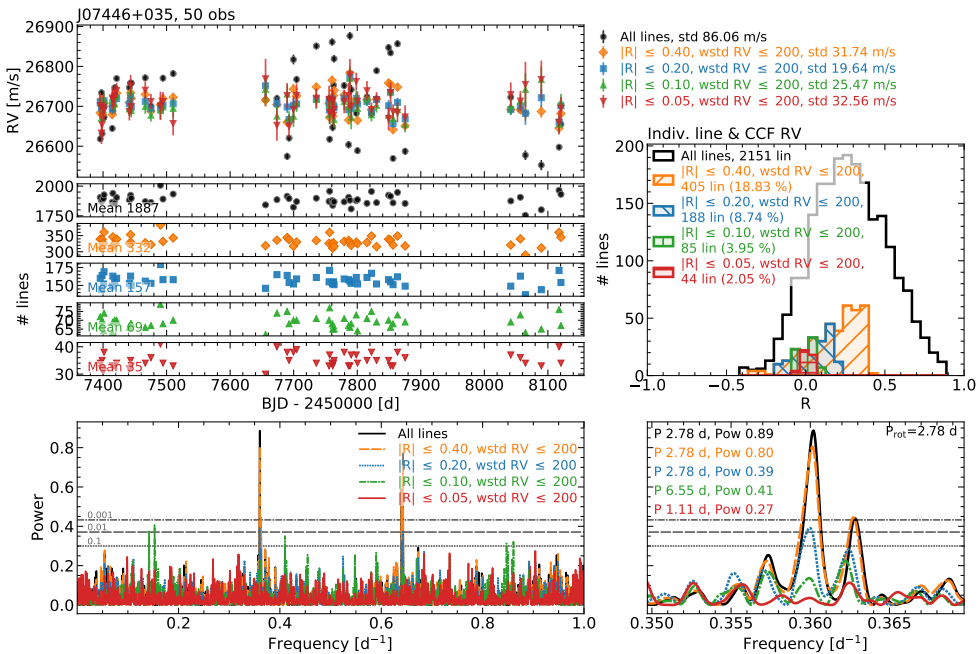 J07446+035, 50 obs
26900
26800
26700
26600
RV [m/s]
All lines, std 86.06 m/s
|R| ≤ 0.40, wstd RV ≤ 200, std 31.74 m/s
|R| ≤ 0.20, wstd RV ≤ 200, std 19.64 m/s
|R| ≤ 0.10, wstd RV ≤ 200, std 25.47 m/s
|R| ≤ 0.05, wstd RV ≤ 200, std 32.56 m/s
2000
1750
Mean 1887
350
300
Mean 332
175
150
Mean 157
75
70
65
Mean 69
40
30
Mean 35
# lines
7400 7500 7600 7700 7800 7900 8000 8100
BJD - 2450000 [d]
Indiv. line & CCF RV
200
150
100
50
0
# lines
All lines, 2151 lin
|R| ≤ 0.40, wstd RV ≤ 200,
405 lin (18.83 %)
|R| ≤ 0.20, wstd RV ≤ 200,
188 lin (8.74 %)
|R| ≤ 0.10, wstd RV ≤ 200,
85 lin (3.95 %)
|R| ≤ 0.05, wstd RV ≤ 200,
44 lin (2.05 %)
−1.0 −0.5 0.0 0.5 1.0
R
0.8
0.6
0.4
0.2
0.0
Power
All lines
|R| ≤ 0.40, wstd RV ≤ 200
|R| ≤ 0.20, wstd RV ≤ 200
|R| ≤ 0.10, wstd RV ≤ 200
|R| ≤ 0.05, wstd RV ≤ 200
0.001
0.01
0.1
0.2 0.4 0.6 0.8 1.0
Frequency [d⁻¹]
P 2.78 d, Pow 0.89
P 2.78 d, Pow 0.80
P 2.78 d, Pow 0.39
P 6.55 d, Pow 0.41
P 1.11 d, Pow 0.27
Prot=2.78 d
0.350 0.355 0.360 0.365
Frequency [d⁻¹]